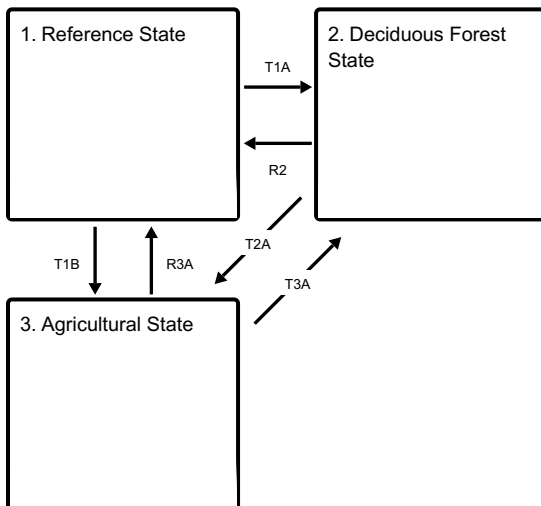 1. Reference State
2. Deciduous Forest
State
T1A
R2
T1B
R3A
T2A
T3A
3. Agricultural State